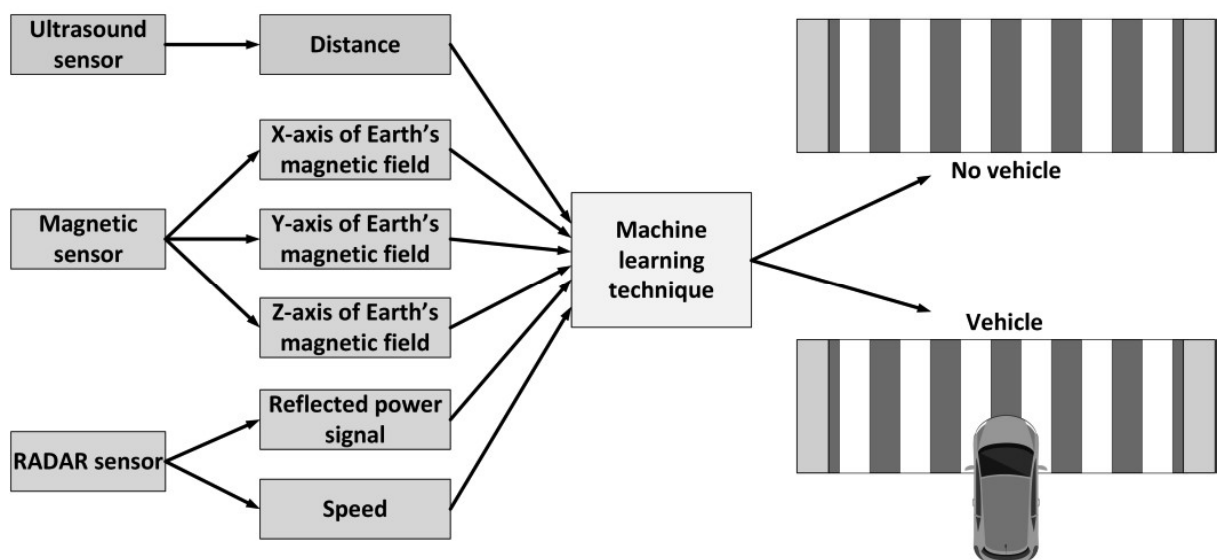 Ultrasound
sensor
Distance
X-axis of Earth's
magnetic field
Magnetic
sensor
Y-axis of Earth's
magnetic field
Z-axis of Earth's
magnetic field
RADAR sensor
Reflected power
signal
Speed
Machine
learning
technique
No vehicle
Vehicle